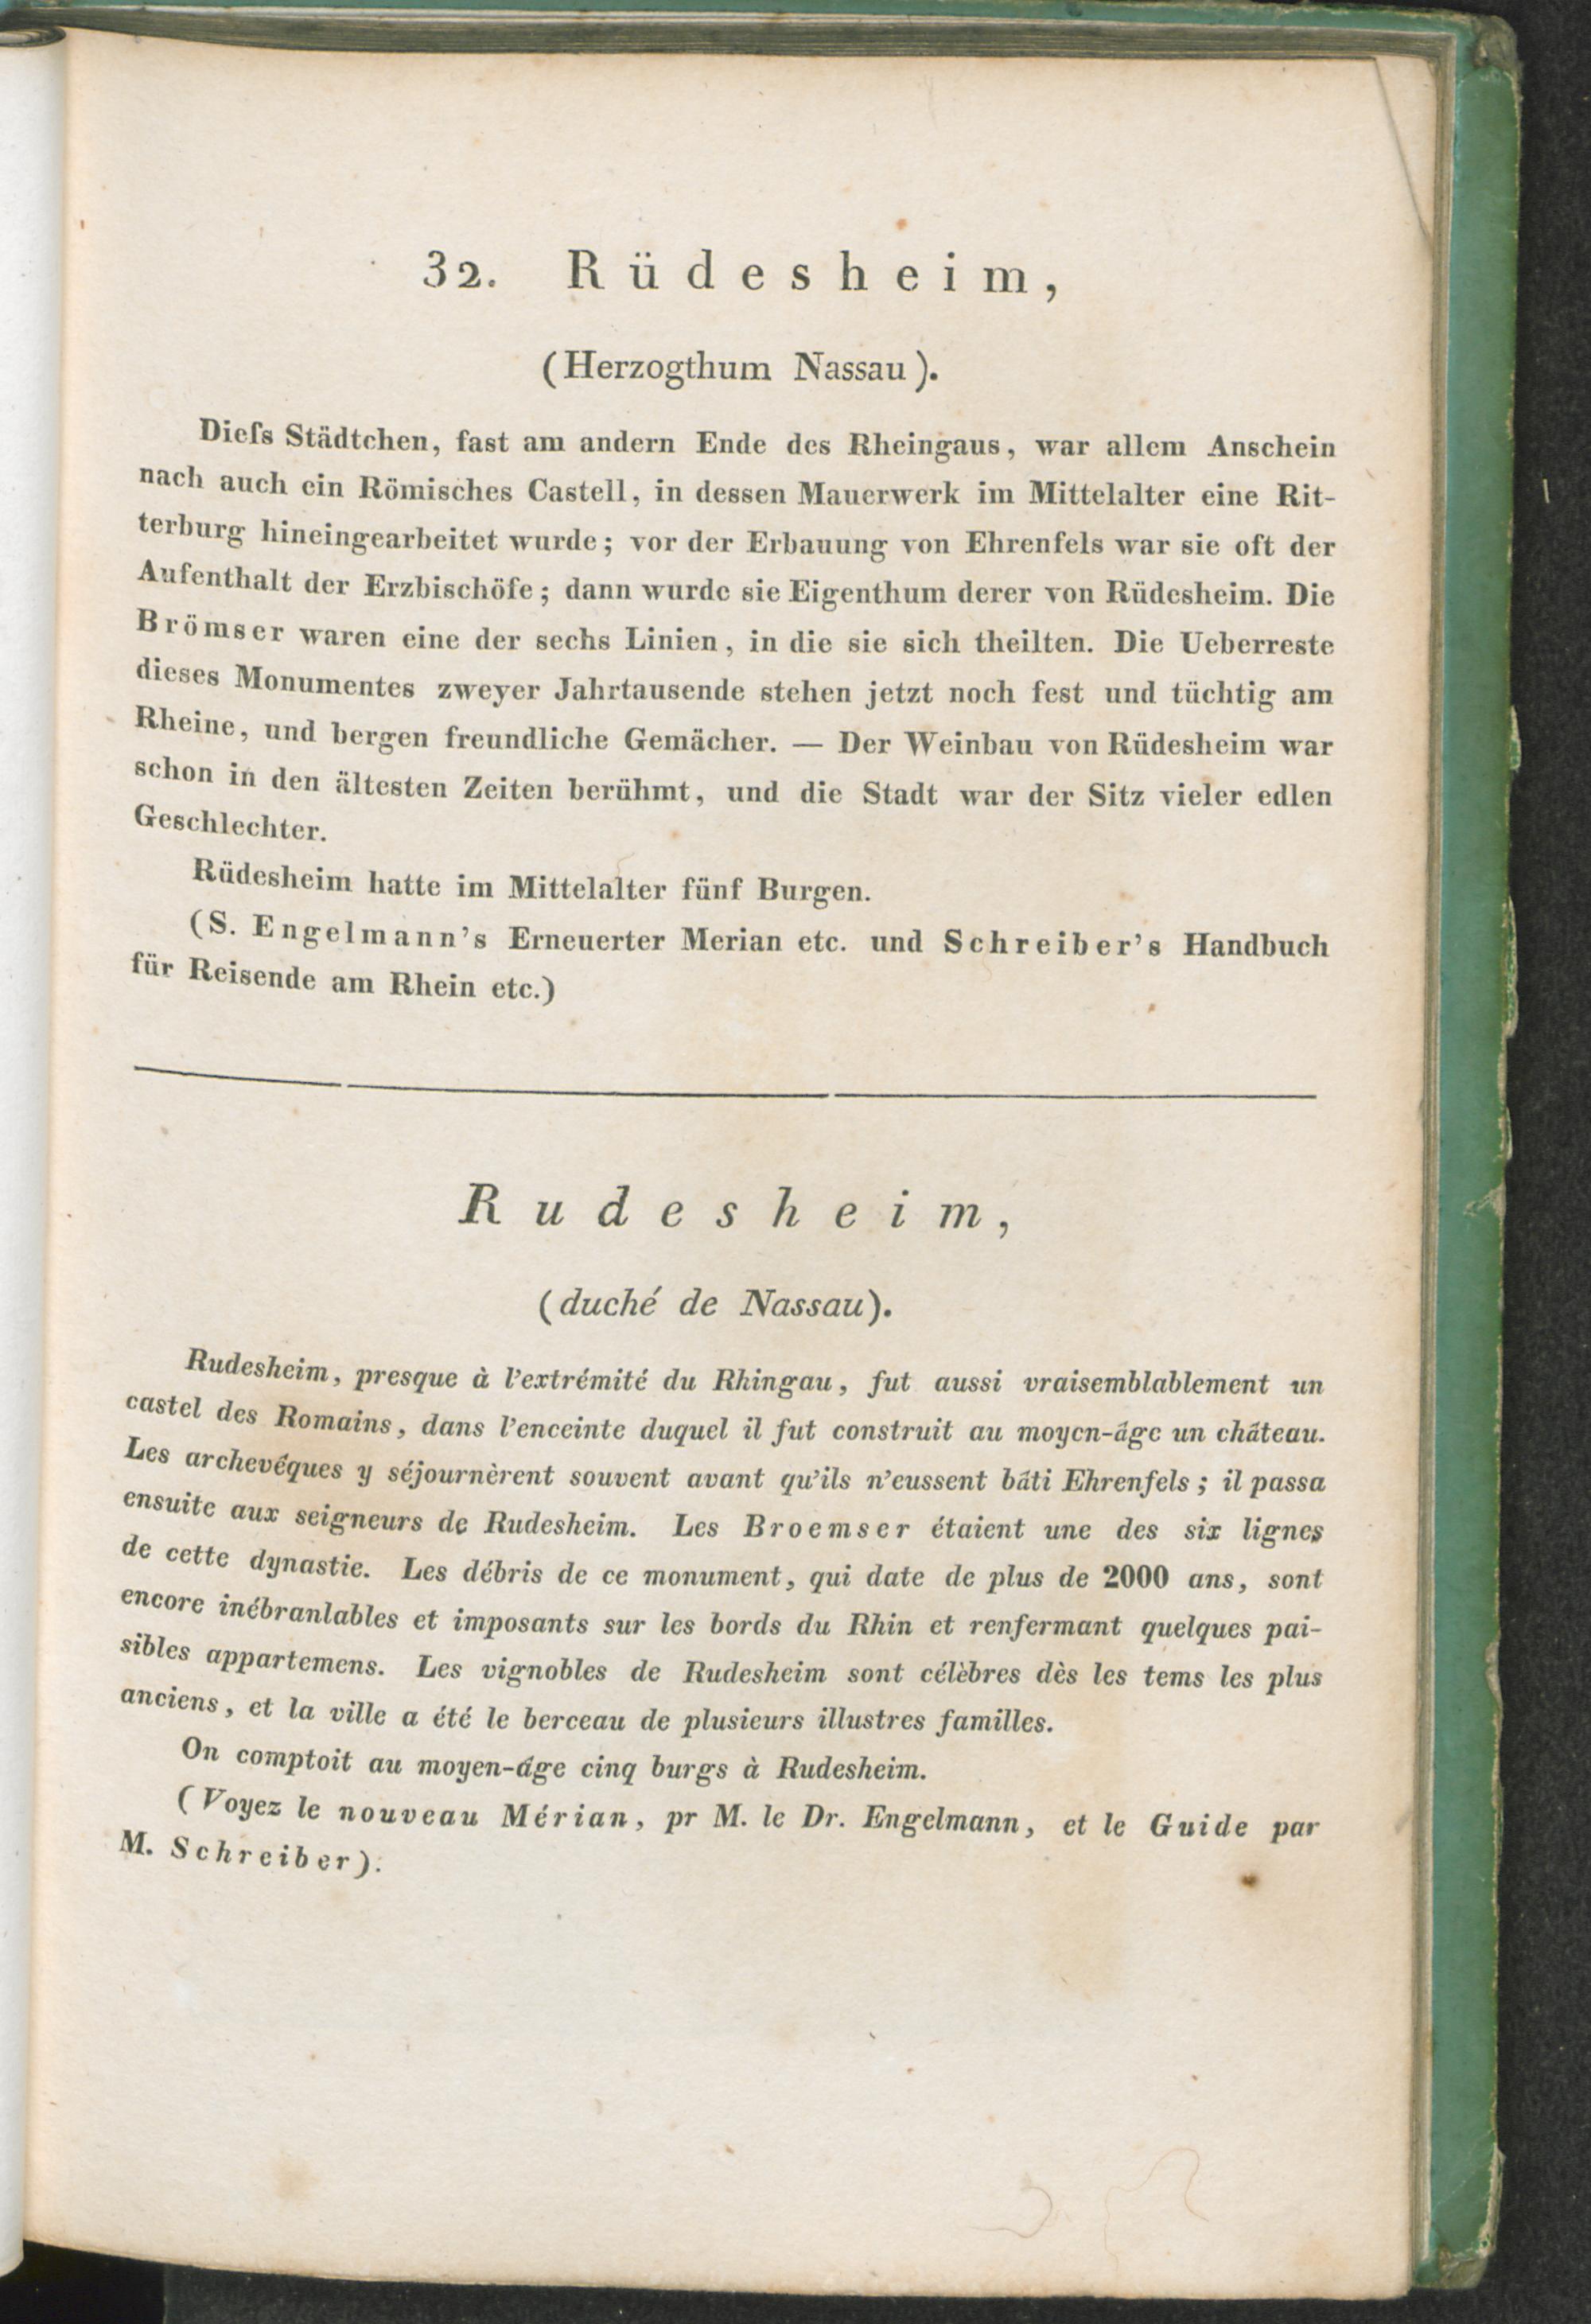 32. Rüdesheim,
(Herzogthum Nassau).
Dieſs Städtchen, fast am andern Ende des Rheingaus, war allem Anschein
nach auch ein Römisches Castell, in dessen Mauerwerk im Mittelalter eine Rit-
terburg hineingearbeitet wurde; vor der Erbauung von Ehrenfels war sie oft der
Aufenthalt der Erzbischöfe; dann wurde sie Eigenthum derer von Rüdesheim. Die
Brömser waren eine der sechs Linien, in die sie sich theilten. Die Ueberreste
dieses Monumentes zweyer Jahrtausende stehen jetzt noch fest und tüchtig am
Rheine, und bergen freundliche Gemächer. — Der Weinbau von Rüdesheim war
schon in den ältesten Zeiten berühmt, und die Stadt war der Sitz vieler edlen
Geschlechter.
Rüdesheim hatte im Mittelalter fünf Burgen.
(S. Engelmann's Erneuerter Merian etc. und Schreiber's Handbuch
für Reisende am Rhein etc.)
Rudesheim,
(duché de Nassau).
Rudesheim, presque à l'extrémité du Rhingau, fut aussi vraisemblablement un
castel des Romains, dans l'enceinte duquel il fut construit au moyen-âge un château.
Les archevêques y séjournèrent souvent avant qu'ils n'eussent bâti Ehrenfels; il passa
ensuite aux seigneurs de Rudesheim. Les Broemser étaient une des six lignes
de cette dynastie. Les débris de ce monument, qui date de plus de 2000 ans, sont
encore inébranlables et imposants sur les bords du Rhin et renfermant quelques pai-
sibles appartemens. Les vignobles de Rudesheim sont célèbres dès les tems les plus
anciens, et la ville a été le berceau de plusieurs illustres familles.
On comptoit au moyen-âge cinq burgs à Rudesheim.
(Voyez le nouveau Mérian, pr M. le Dr. Engelmann, et le Guide par
M. Schreiber).